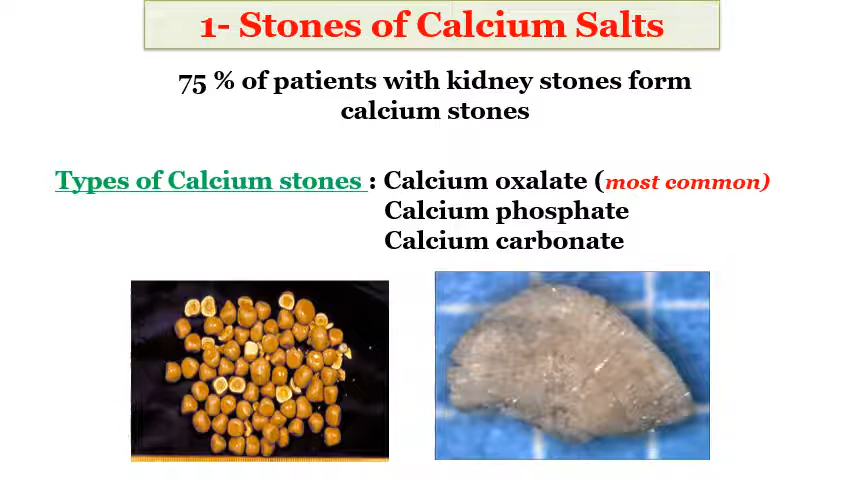 1- Stones of Calcium Salts
75 % of patients with kidney stones form
calcium stones
Types of Calcium stones : Calcium oxalate (most common)
Calcium phosphate
Calcium carbonate